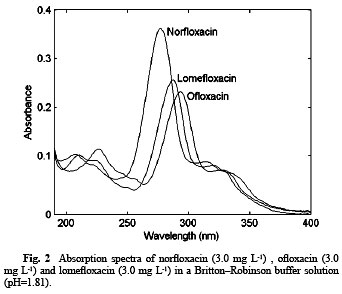 0.4
0.3
0.2
0.1
Absorbance
Norfloxacin
Lomefloxacin
Ofloxacin
200 250 300 350 400
Wavelength (nm)
Fig. 2 Absorption spectra of norfloxacin (3.0 mg L-1) , ofloxacin (3.0
mg L-1) and lomefloxacin (3.0 mg L-1) in a Britton–Robinson buffer solution
(pH=1.81).